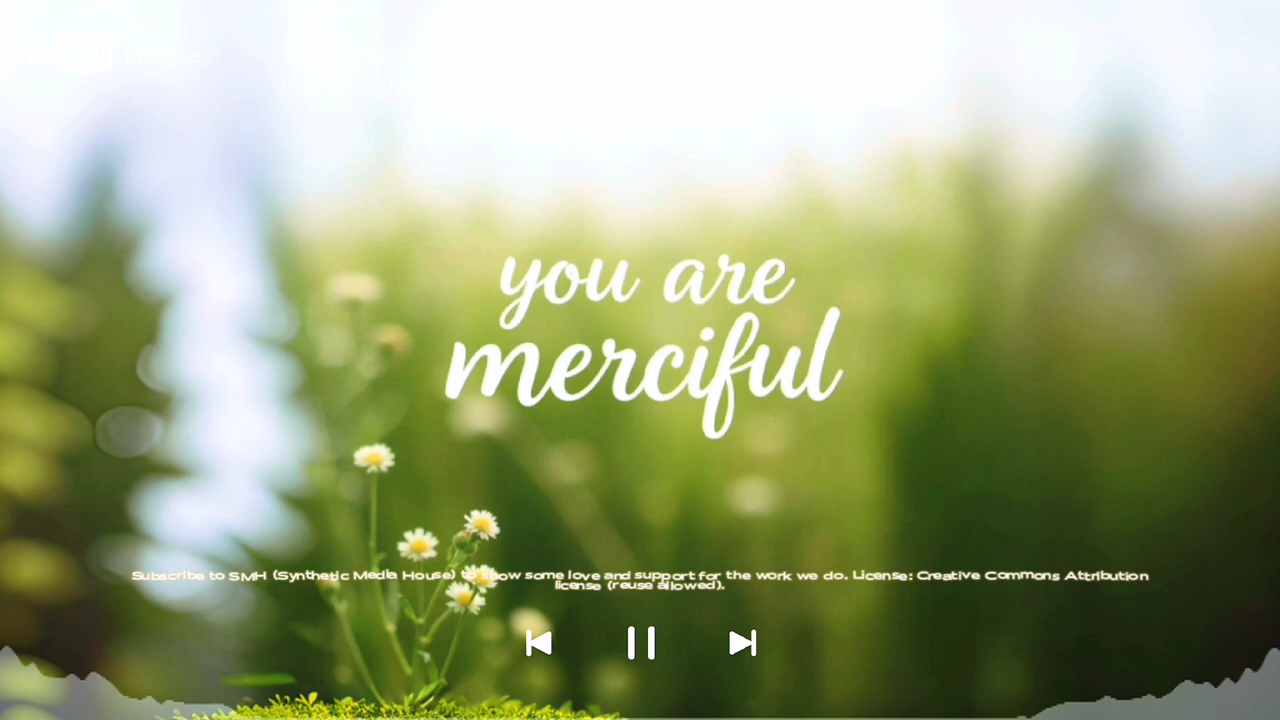 License
you are
merciful
Subscribe to SMH (Synthetic Media House) to show some love and support for the work we do. License: Creative Commons Attribution
license (reuse allowed).